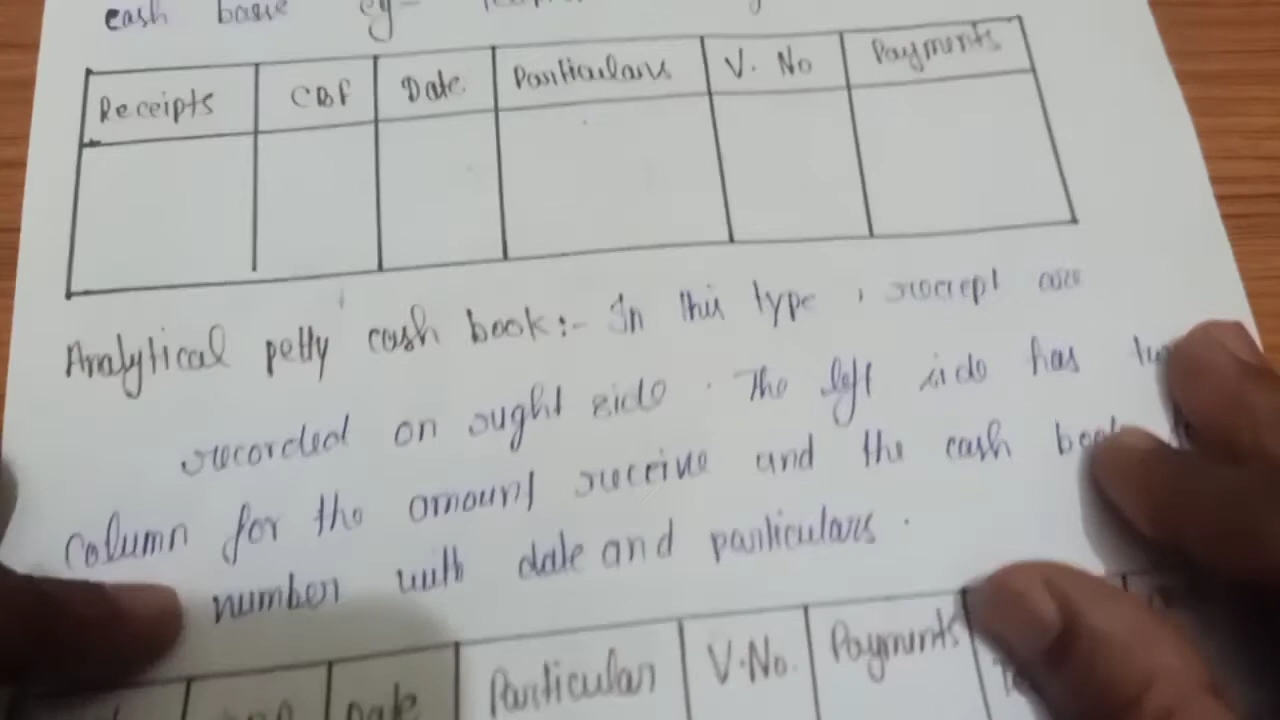 cash
Receipts CBF Date Particulars V. No Payments
Analytical petty cash book:- In this type, receipt are
recorded on right side. The left side has
column for the amount receive and the cash book
number with date and particulars.
Date Particular V.No. Payments